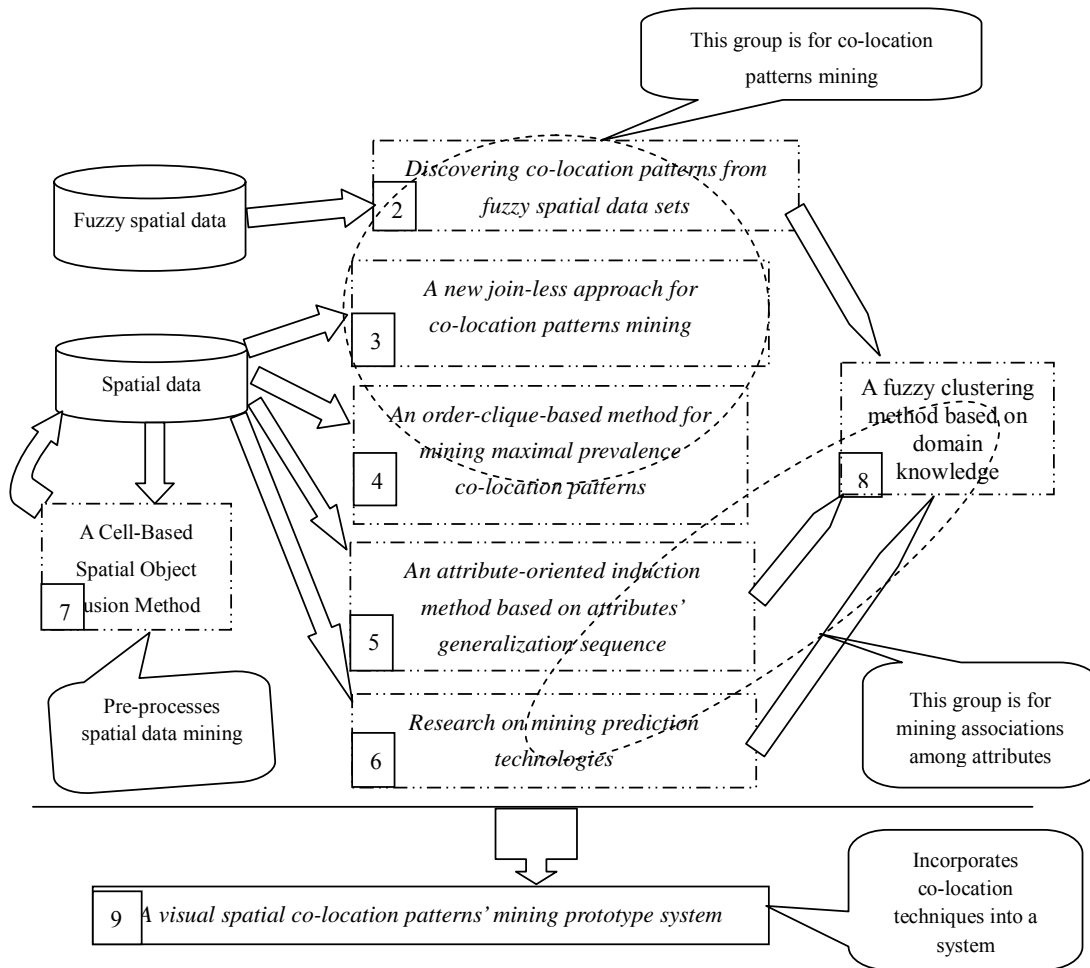 This group is for co-location
patterns mining
Discovering co-location patterns from
fuzzy spatial data sets
2
Fuzzy spatial data
A new join-less approach for
co-location patterns mining
3
Spatial data
An order-clique-based method for
mining maximal prevalence
co-location patterns
4
A fuzzy clustering
method based on
domain
knowledge
8
A Cell-Based
Spatial Object
usion Method
7
An attribute-oriented induction
method based on attributes’
generalization sequence
5
Pre-processes
spatial data mining
Research on mining prediction
technologies
6
This group is for
mining associations
among attributes
Incorporates
co-location
techniques into a
system
9
A visual spatial co-location patterns’ mining prototype system